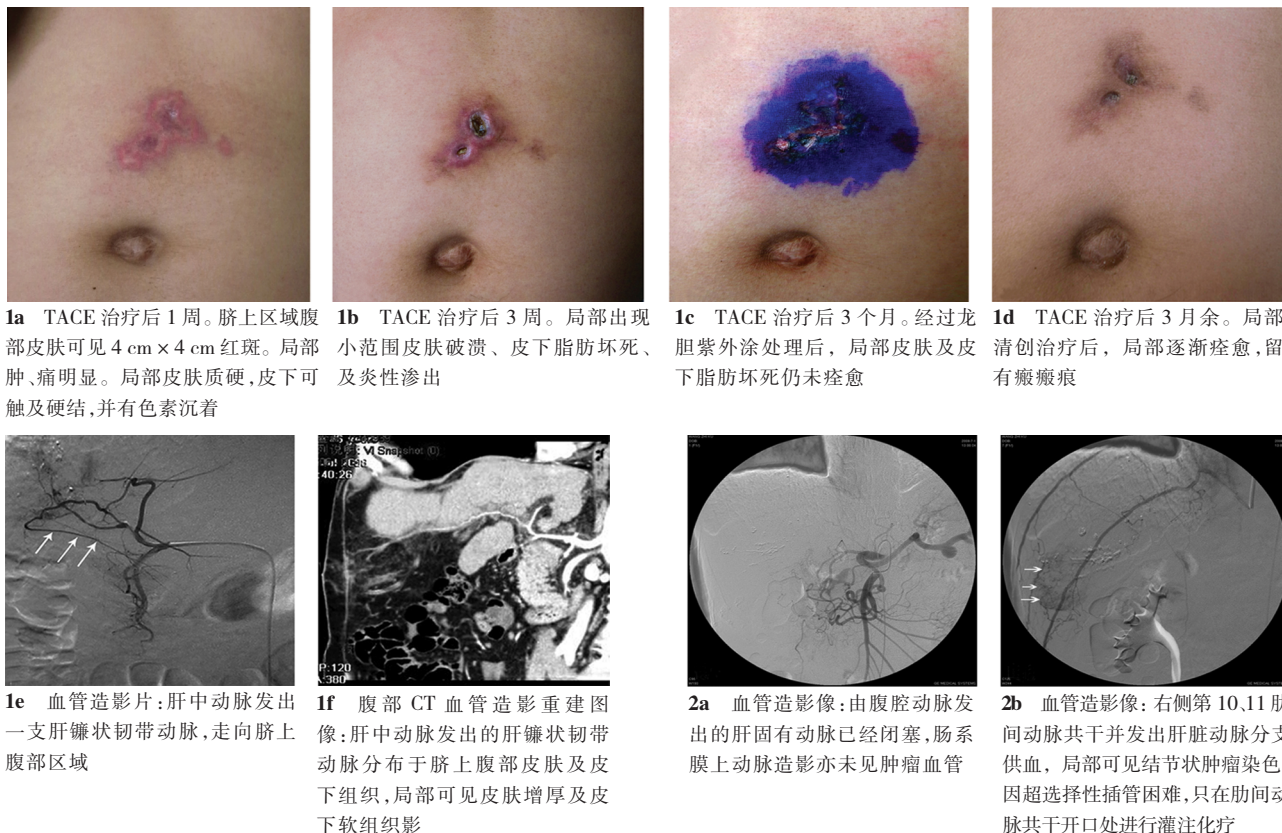 1a TACE 治疗后 1 周。脐上区域腹
部皮肤可见 4 cm × 4 cm 红斑。局部
肿、痛明显。局部皮肤质硬,皮下可
触及硬结,并有色素沉着
1b TACE 治疗后 3 周。局部出现
小范围皮肤破溃、皮下脂肪坏死、
及炎性渗出
1c TACE 治疗后 3 个月。经过龙
胆紫外涂处理后，局部皮肤及皮
下脂肪坏死仍未痊愈
1d TACE 治疗后 3 月余。局部
清创治疗后，局部逐渐痊愈,留
有瘢瘢痕
VI Snapshot (0)
:40:26
P:120
:380
1e 血管造影片:肝中动脉发出
一支肝镰状韧带动脉,走向脐上
腹部区域
1f 腹部 CT 血管造影重建图
像:肝中动脉发出的肝镰状韧带
动脉分布于脐上腹部皮肤及皮
下组织,局部可见皮肤增厚及皮
下软组织影
2a 血管造影像:由腹腔动脉发
出的肝固有动脉已经闭塞,肠系
膜上动脉造影亦未见肿瘤血管
2b 血管造影像: 右侧第 10、11 肋
间动脉共干并发出肝脏动脉分支
供血，局部可见结节状肿瘤染色
因超选择性插管困难,只在肋间动
脉共干开口处进行灌注化疗